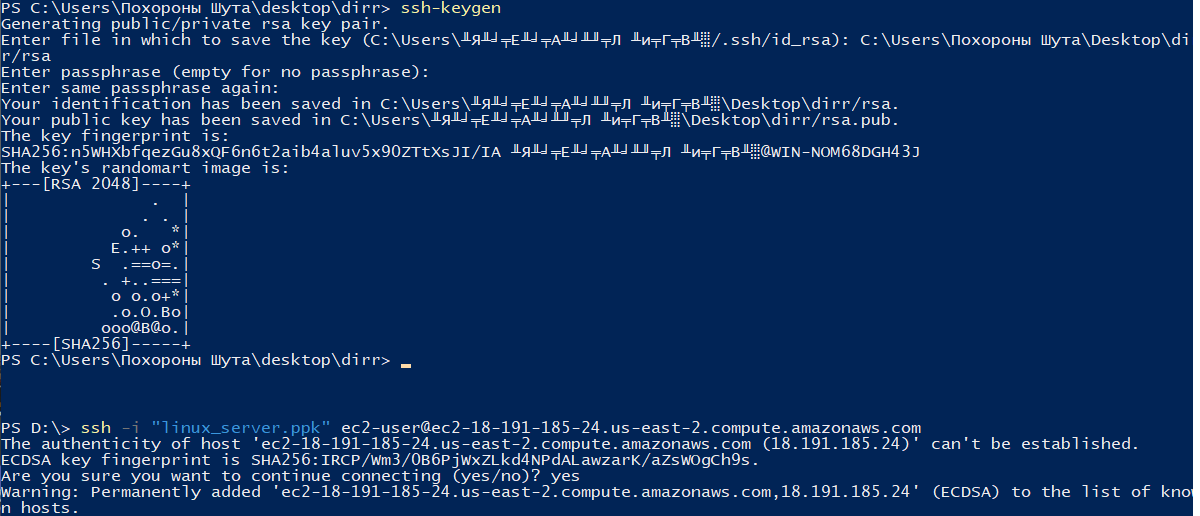 PS C:\Users\Похороны Шута\desktop\dirr> ssh-keygen
Generating public/private rsa key pair.
Enter file in which to save the key (C:\Users\╨Я╨╛╤Е╨╛╤А╨╛╨╜╤Л ╨и╤Г╤В╨░/.ssh/id_rsa): C:\Users\Похороны Шута\Desktop\di
r/rsa
Enter passphrase (empty for no passphrase):
Enter same passphrase again:
Your identification has been saved in C:\Users\╨Я╨╛╤Е╨╛╤А╨╛╨╜╤Л ╨и╤Г╤В╨░\Desktop\dirr/rsa.
Your public key has been saved in C:\Users\╨Я╨╛╤Е╨╛╤А╨╛╨╜╤Л ╨и╤Г╤В╨░\Desktop\dirr/rsa.pub.
The key fingerprint is:
SHA256:n5WHXbfqezGu8xQF6n6t2aib4aluv5x90ZTtXsJI/IA ╨Я╨╛╤Е╨╛╤А╨╛╨╜╤Л ╨и╤Г╤В╨░@WIN-NOM68DGH43J
The key's randomart image is:
+---[RSA 2048]----+
|              .  |
|             . . |
|           o.   *|
|          E.++ o*|
|        S  .==o=.|
|         . +..===|
|          o o.o+*|
|          .o.O.Bo|
|         ooo@B@o.|
+----[SHA256]-----+
PS C:\Users\Похороны Шута\desktop\dirr>
PS D:\> ssh -i "linux_server.ppk" ec2-user@ec2-18-191-185-24.us-east-2.compute.amazonaws.com
The authenticity of host 'ec2-18-191-185-24.us-east-2.compute.amazonaws.com (18.191.185.24)' can't be established.
ECDSA key fingerprint is SHA256:IRCP/Wm3/OB6PjWxZLkd4NPdALawzarK/aZsWOgCh9s.
Are you sure you want to continue connecting (yes/no)? yes
Warning: Permanently added 'ec2-18-191-185-24.us-east-2.compute.amazonaws.com,18.191.185.24' (ECDSA) to the list of know
n hosts.